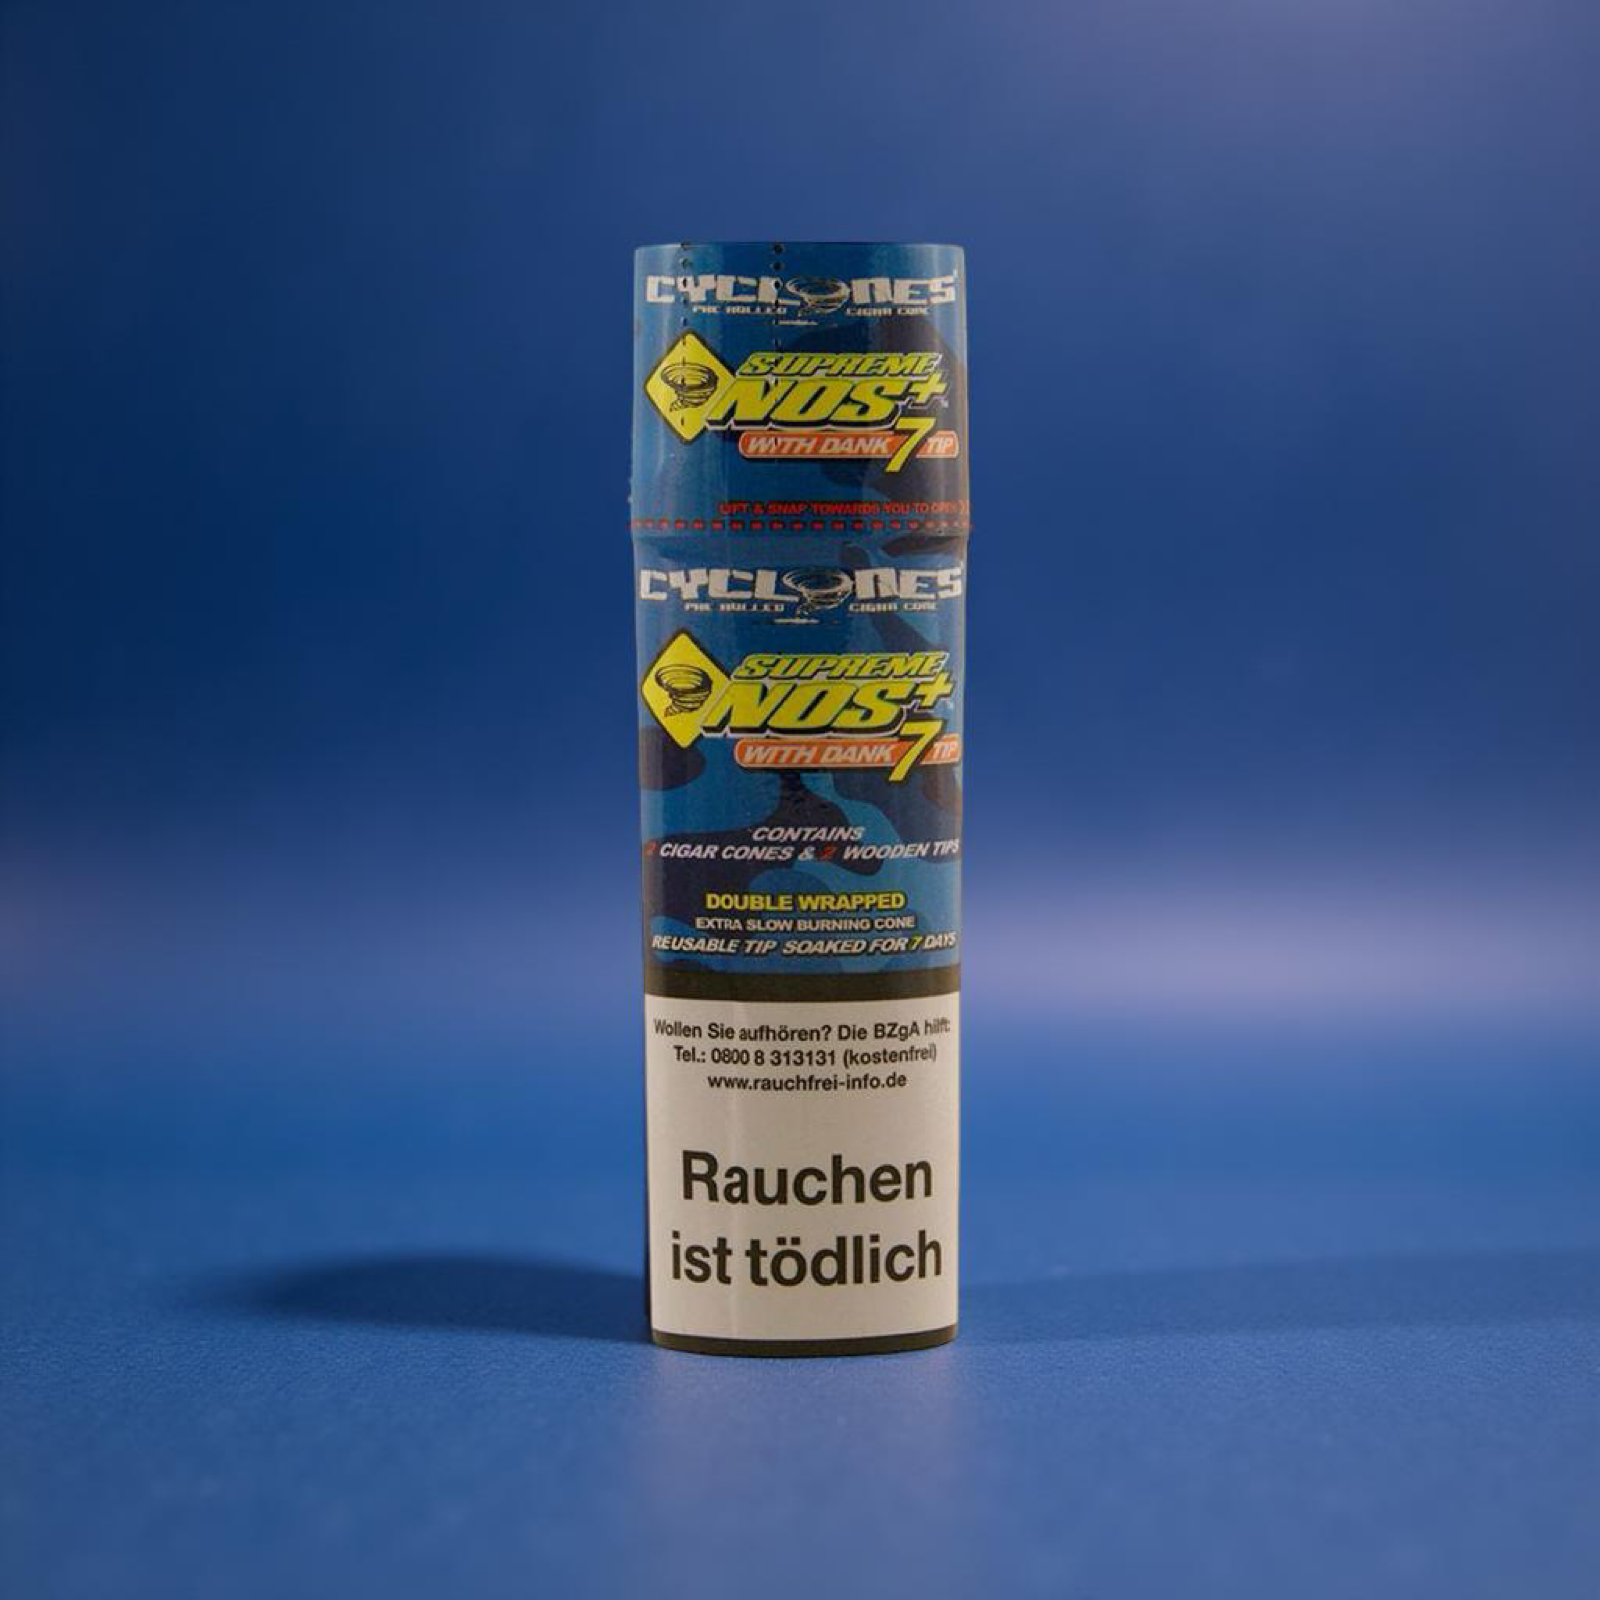 CYCLONES
PRE ROLLED CIGAR CONE
SUPREME
NOS+
WITH DANK 7 TIP
LIFT & SNAP TOWARDS YOU TO OPEN
CYCLONES
PRE ROLLED CIGAR CONE
SUPREME
NOS+
WITH DANK 7 TIP
CONTAINS
2 CIGAR CONES & 2 WOODEN TIPS
DOUBLE WRAPPED
EXTRA SLOW BURNING CONE
REUSABLE TIP SOAKED FOR 7 DAYS
Wollen Sie aufhören? Die BZgA hilft:
Tel.: 0800 8 313131 (kostenfrei)
www.rauchfrei-info.de
Rauchen
ist tödlich